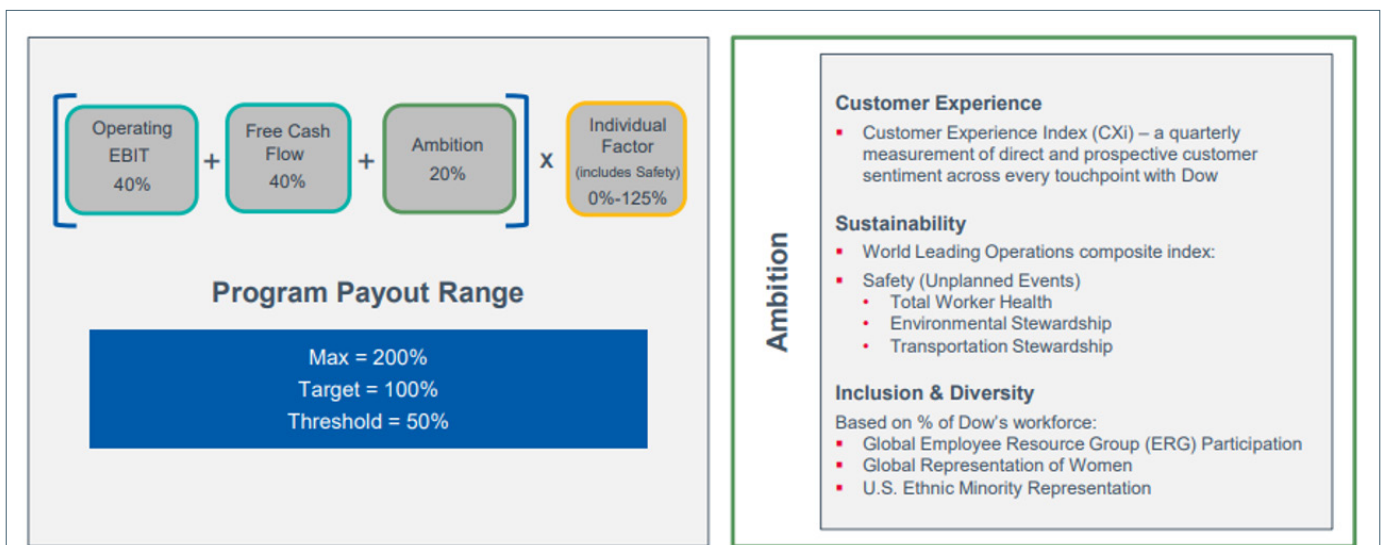 Operating
EBIT
40%
+
Free Cash
Flow
40%
+
Ambition
20%
x
Individual
Factor
(includes Safety)
0%-125%
Program Payout Range
Max = 200%
Target = 100%
Threshold = 50%
Ambition
Customer Experience
▪ Customer Experience Index (CXi) – a quarterly
measurement of direct and prospective customer
sentiment across every touchpoint with Dow
Sustainability
▪ World Leading Operations composite index:
▪ Safety (Unplanned Events)
• Total Worker Health
• Environmental Stewardship
• Transportation Stewardship
Inclusion & Diversity
Based on % of Dow's workforce:
▪ Global Employee Resource Group (ERG) Participation
▪ Global Representation of Women
▪ U.S. Ethnic Minority Representation